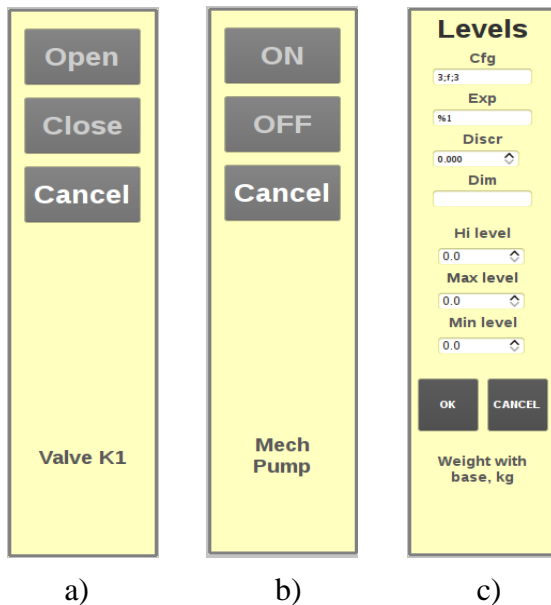 Open
Close
Cancel
Valve K1
a)
ON
OFF
Cancel
Mech
Pump
b)
Levels
Cfg
3;f;3
Exp
%1
Discr
0.000
Dim
Hi level
0.0
Max level
0.0
Min level
0.0
OK CANCEL
Weight with
base, kg
c)